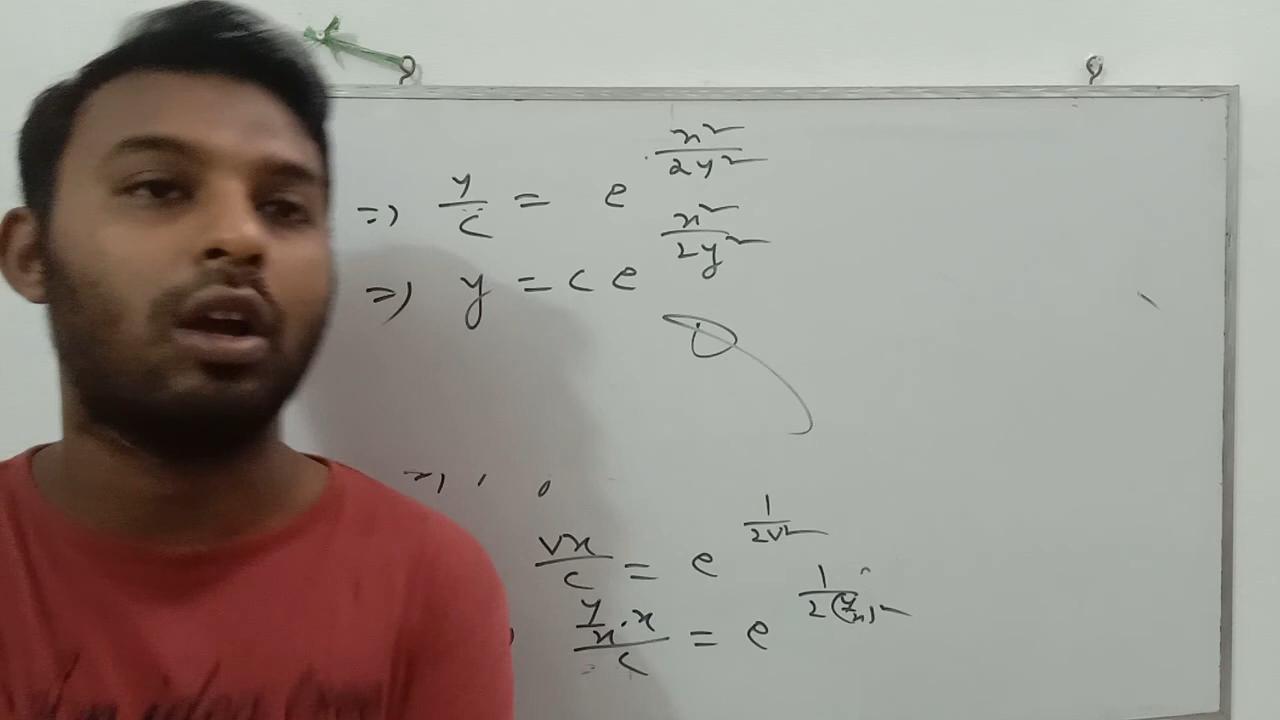 => y/c = e^(x²/2y²)
=> y = c e^(x²/2y²)
vx/c = e^(1/2v²)
(y/x · x)/c = e^(1/2(y/x)²)